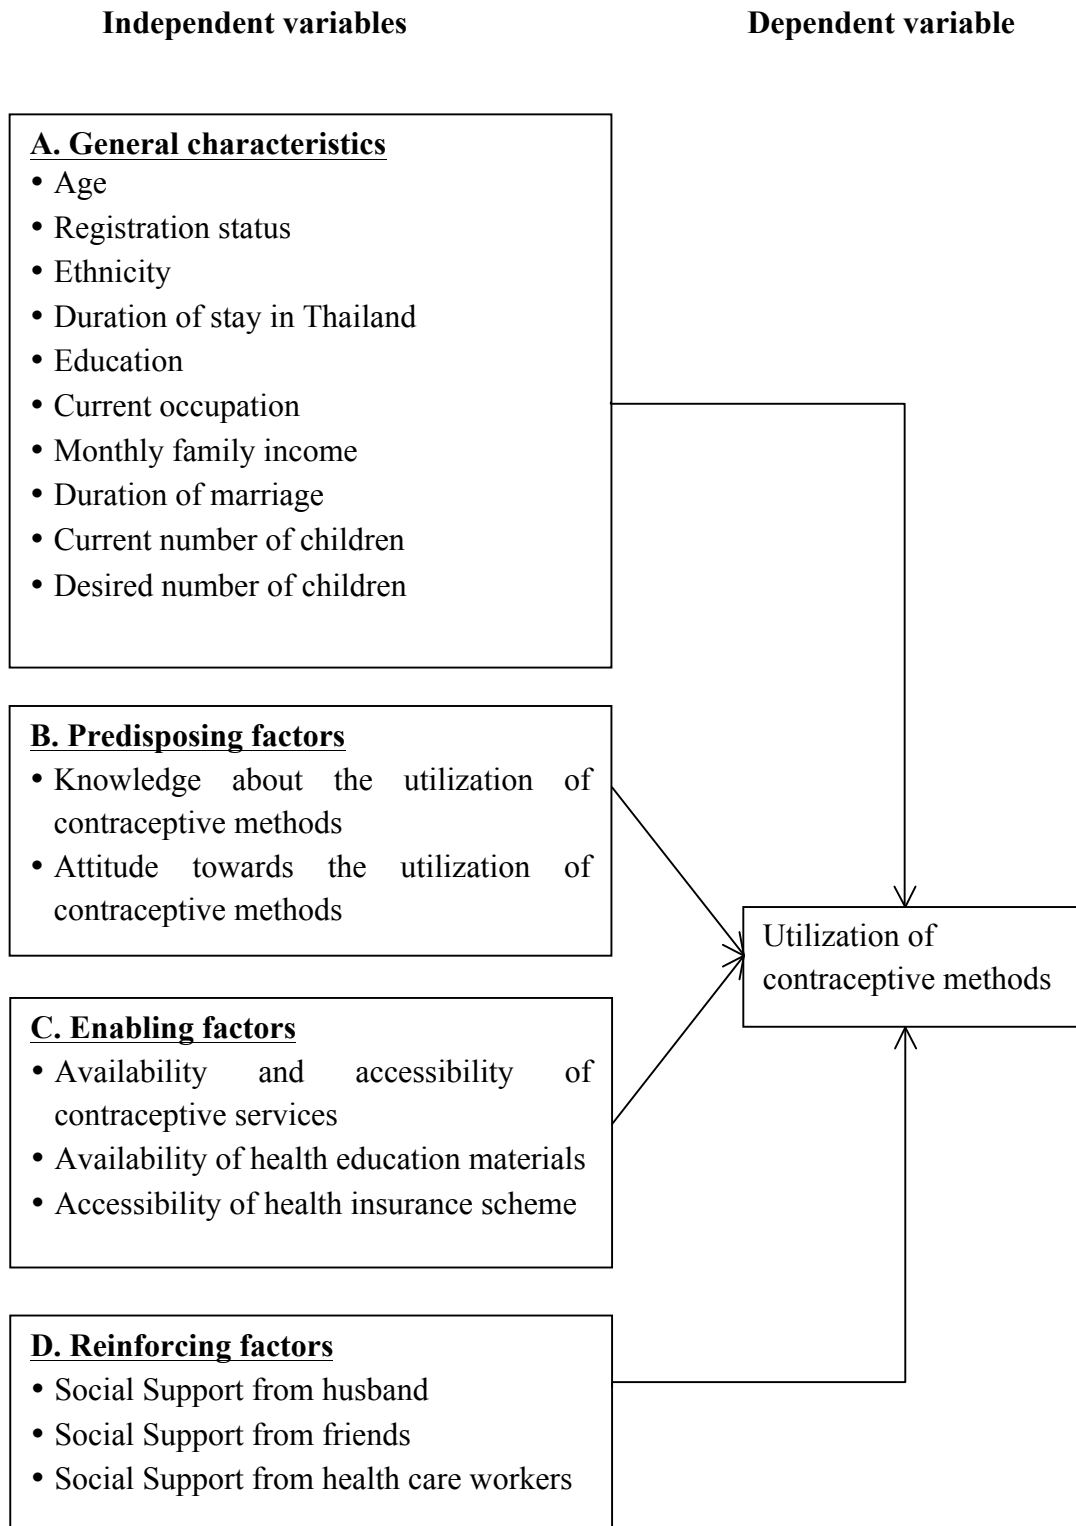 Independent variables
Dependent variable
A. General characteristics
• Age
• Registration status
• Ethnicity
• Duration of stay in Thailand
• Education
• Current occupation
• Monthly family income
• Duration of marriage
• Current number of children
• Desired number of children
B. Predisposing factors
• Knowledge about the utilization of
contraceptive methods
• Attitude towards the utilization of
contraceptive methods
Utilization of
contraceptive methods
C. Enabling factors
• Availability and accessibility of
contraceptive services
• Availability of health education materials
• Accessibility of health insurance scheme
D. Reinforcing factors
• Social Support from husband
• Social Support from friends
• Social Support from health care workers